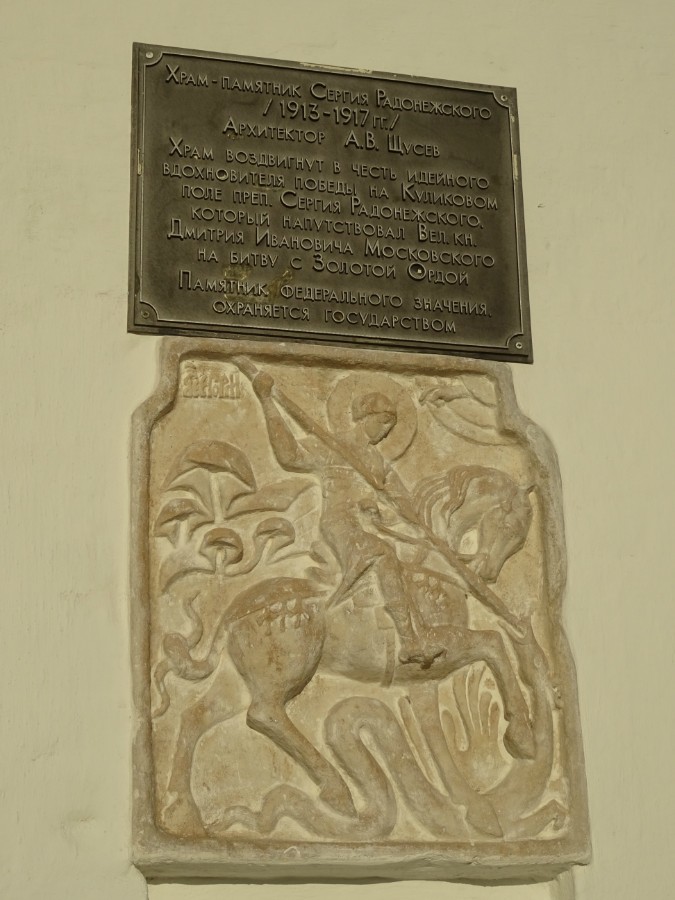 Храм-памятник Сергия Радонежского
/1913-1917 гг./
Архитектор А.В. Щусев
Храм воздвигнут в честь идейного
вдохновителя победы на Куликовом
поле преп. Сергия Радонежского,
который напутствовал Вел. кн.
Дмитрия Ивановича Московского
на битву с Золотой Ордой
Памятник федерального значения,
охраняется государством